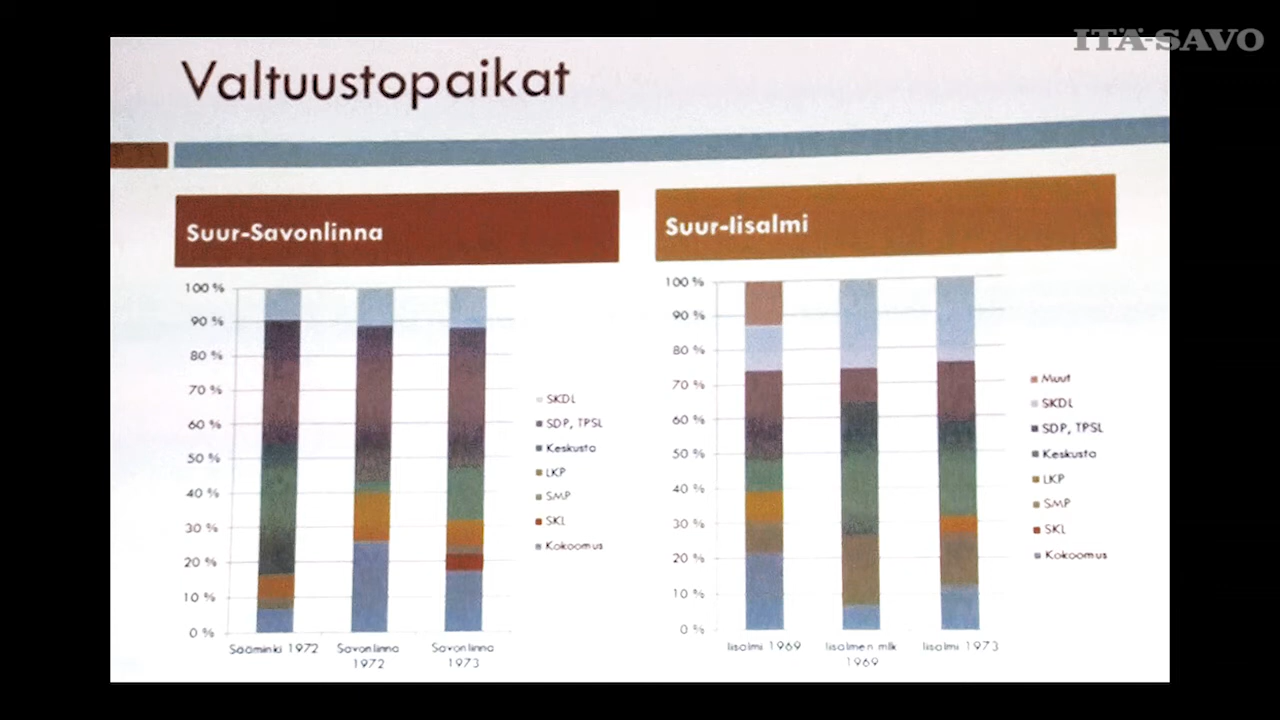 ITÄ-SAVO
Valtuustopaikat
Suur-Savonlinna
100 %
90 %
80 %
70 %
60 %
50 %
40 %
30 %
20 %
10 %
0 %
Sääminki 1972
Savonlinna
1972
Savonlinna
1973
SKDL
SDP, TPSL
Keskusta
LKP
SMP
SKL
Kokoomus
Suur-Iisalmi
100 %
90 %
80 %
70 %
60 %
50 %
40 %
30 %
20 %
10 %
0 %
Iisalmi 1969
Iisalmen mlk
1969
Iisalmi 1973
Muut
SKDL
SDP, TPSL
Keskusta
LKP
SMP
SKL
Kokoomus